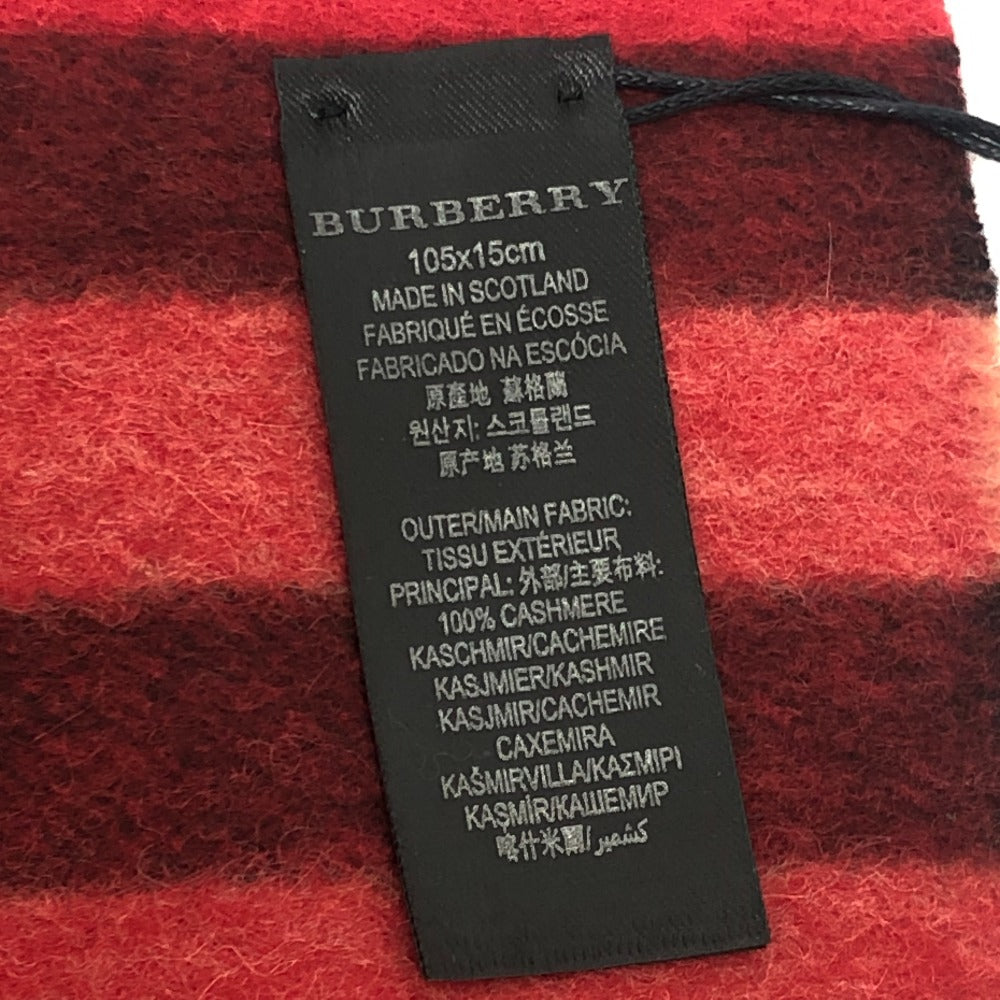 BURBERRY
105x15cm
MADE IN SCOTLAND
FABRIQUÉ EN ÉCOSSE
FABRICADO NA ESCÓCIA
原產地 蘇格蘭
원산지: 스코틀랜드
原产地 苏格兰
OUTER/MAIN FABRIC:
TISSU EXTÉRIEUR
PRINCIPAL: 外部/主要布料:
100% CASHMERE
KASCHMIR/CACHEMIRE
KASJMIER/KASHMIR
KASJMIR/CACHEMIR
CAXEMIRA
KAŠMIRVILLA/ΚΑΣΜΙΡΙ
KAŞMİR/КАШЕМИР
喀什米爾/كشمير